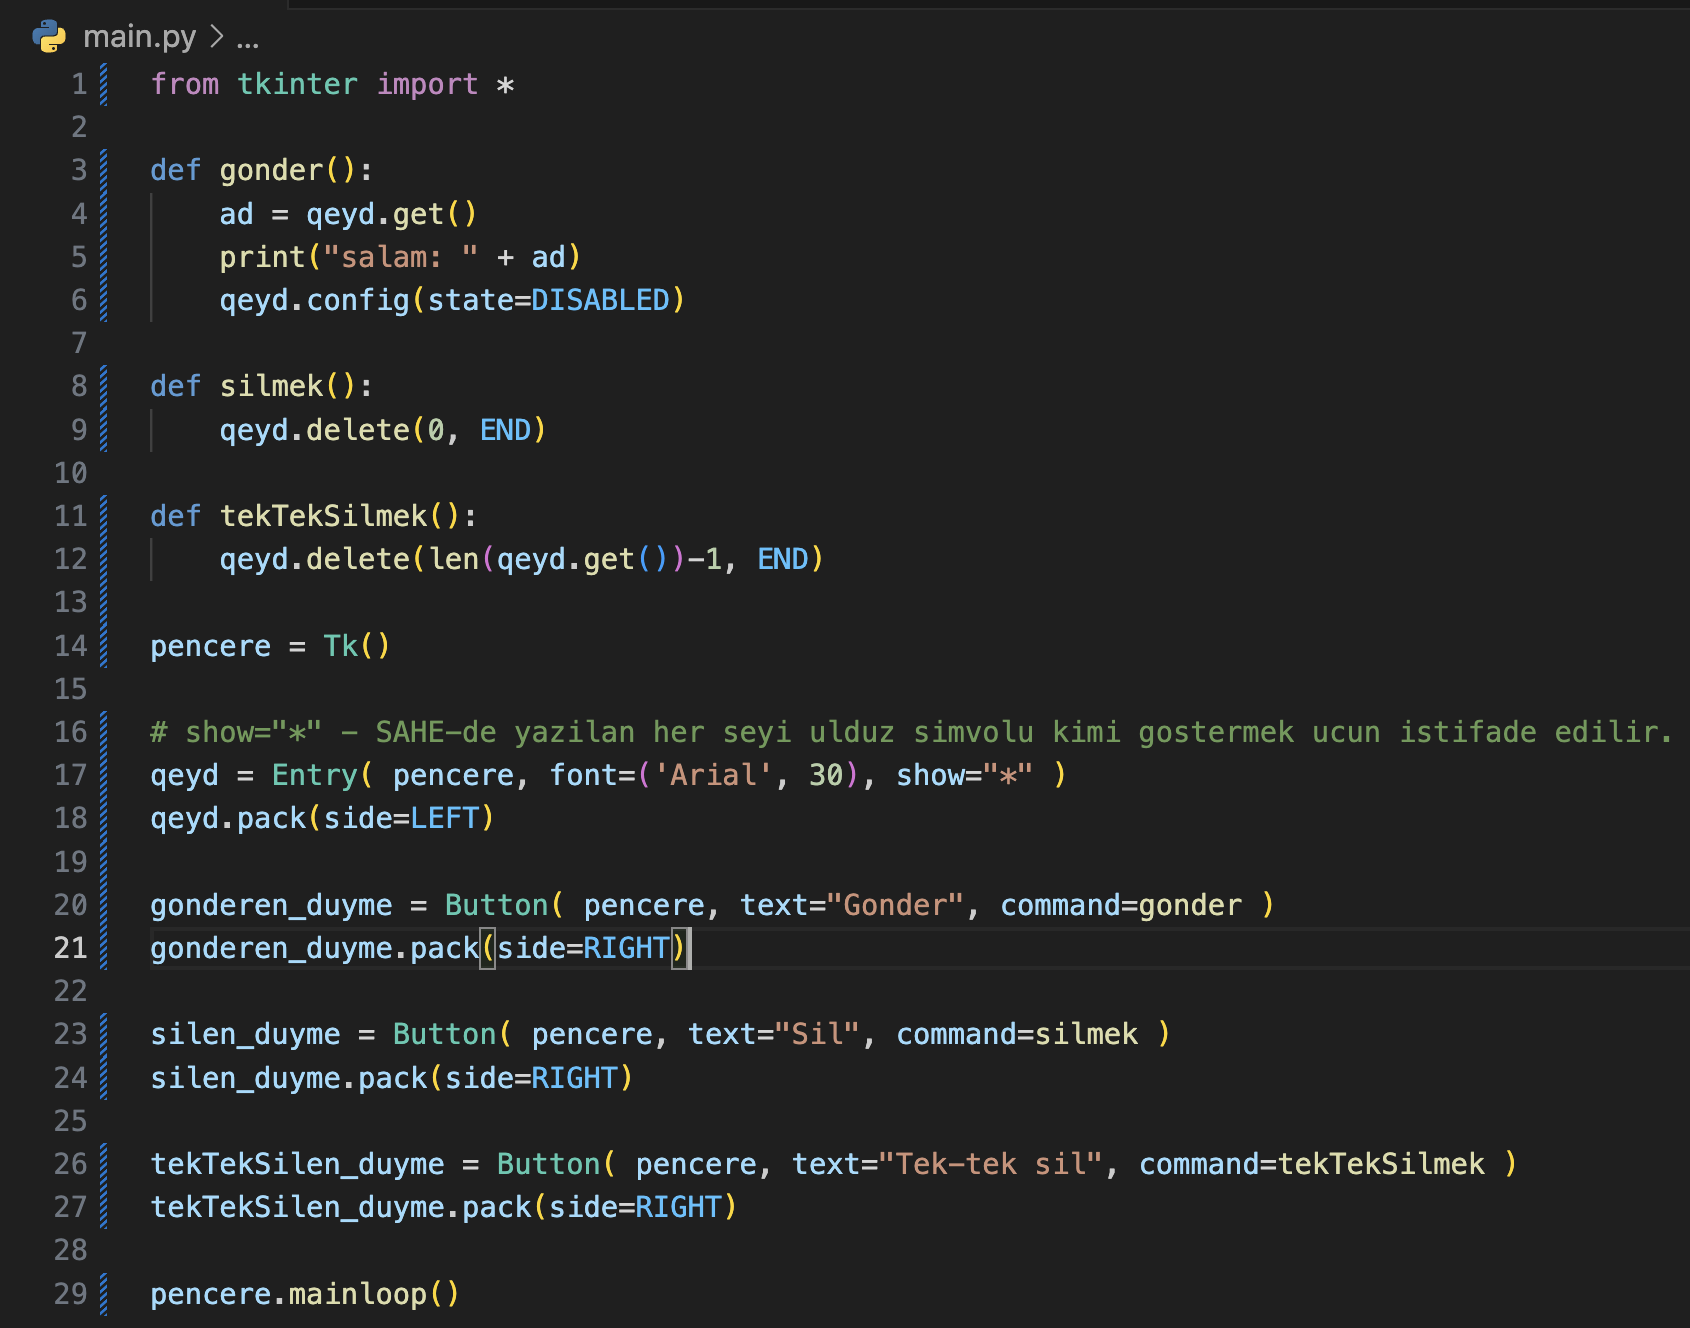 main.py > ...
1 from tkinter import *
2
3 def gonder():
4     ad = qeyd.get()
5     print("salam: " + ad)
6     qeyd.config(state=DISABLED)
7
8 def silmek():
9     qeyd.delete(0, END)
10
11 def tekTekSilmek():
12     qeyd.delete(len(qeyd.get())-1, END)
13
14 pencere = Tk()
15
16 # show="*" - SAHE-de yazilan her seyi ulduz simvolu kimi gostermek ucun istifade edilir.
17 qeyd = Entry( pencere, font=('Arial', 30), show="*" )
18 qeyd.pack(side=LEFT)
19
20 gonderen_duyme = Button( pencere, text="Gonder", command=gonder )
21 gonderen_duyme.pack(side=RIGHT)
22
23 silen_duyme = Button( pencere, text="Sil", command=silmek )
24 silen_duyme.pack(side=RIGHT)
25
26 tekTekSilen_duyme = Button( pencere, text="Tek-tek sil", command=tekTekSilmek )
27 tekTekSilen_duyme.pack(side=RIGHT)
28
29 pencere.mainloop()